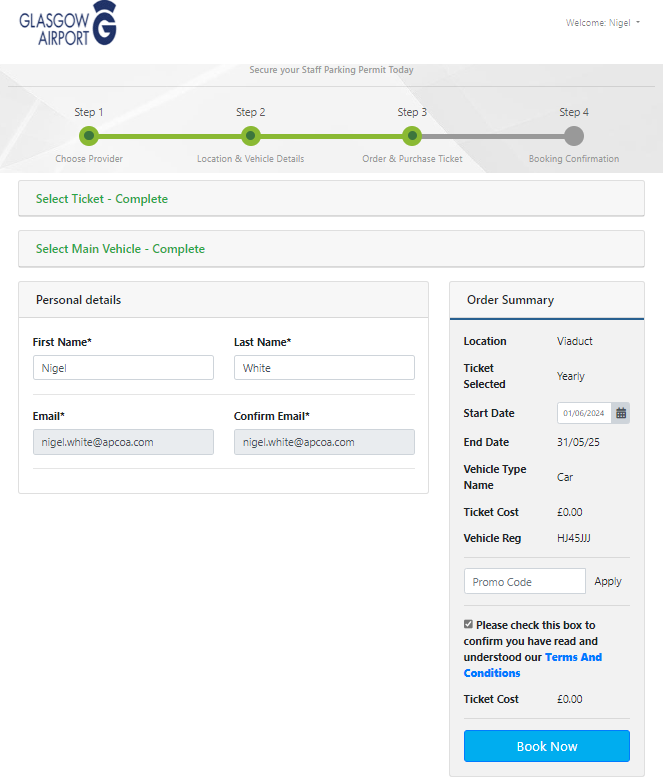 GLASGOW
AIRPORT
Welcome: Nigel
Secure your Staff Parking Permit Today
Step 1
Step 2
Step 3
Step 4
Choose Provider
Location & Vehicle Details
Order & Purchase Ticket
Booking Confirmation
Select Ticket - Complete
Select Main Vehicle - Complete
Personal details
First Name*
Last Name*
Nigel
White
Email*
Confirm Email*
nigel.white@apcoa.com
nigel.white@apcoa.com
Order Summary
Location Viaduct
Ticket
Selected Yearly
Start Date 01/06/2024
End Date 31/05/25
Vehicle Type
Name Car
Ticket Cost £0.00
Vehicle Reg HJ45JJJ
Promo Code Apply
Please check this box to
confirm you have read and
understood our Terms And
Conditions
Ticket Cost £0.00
Book Now